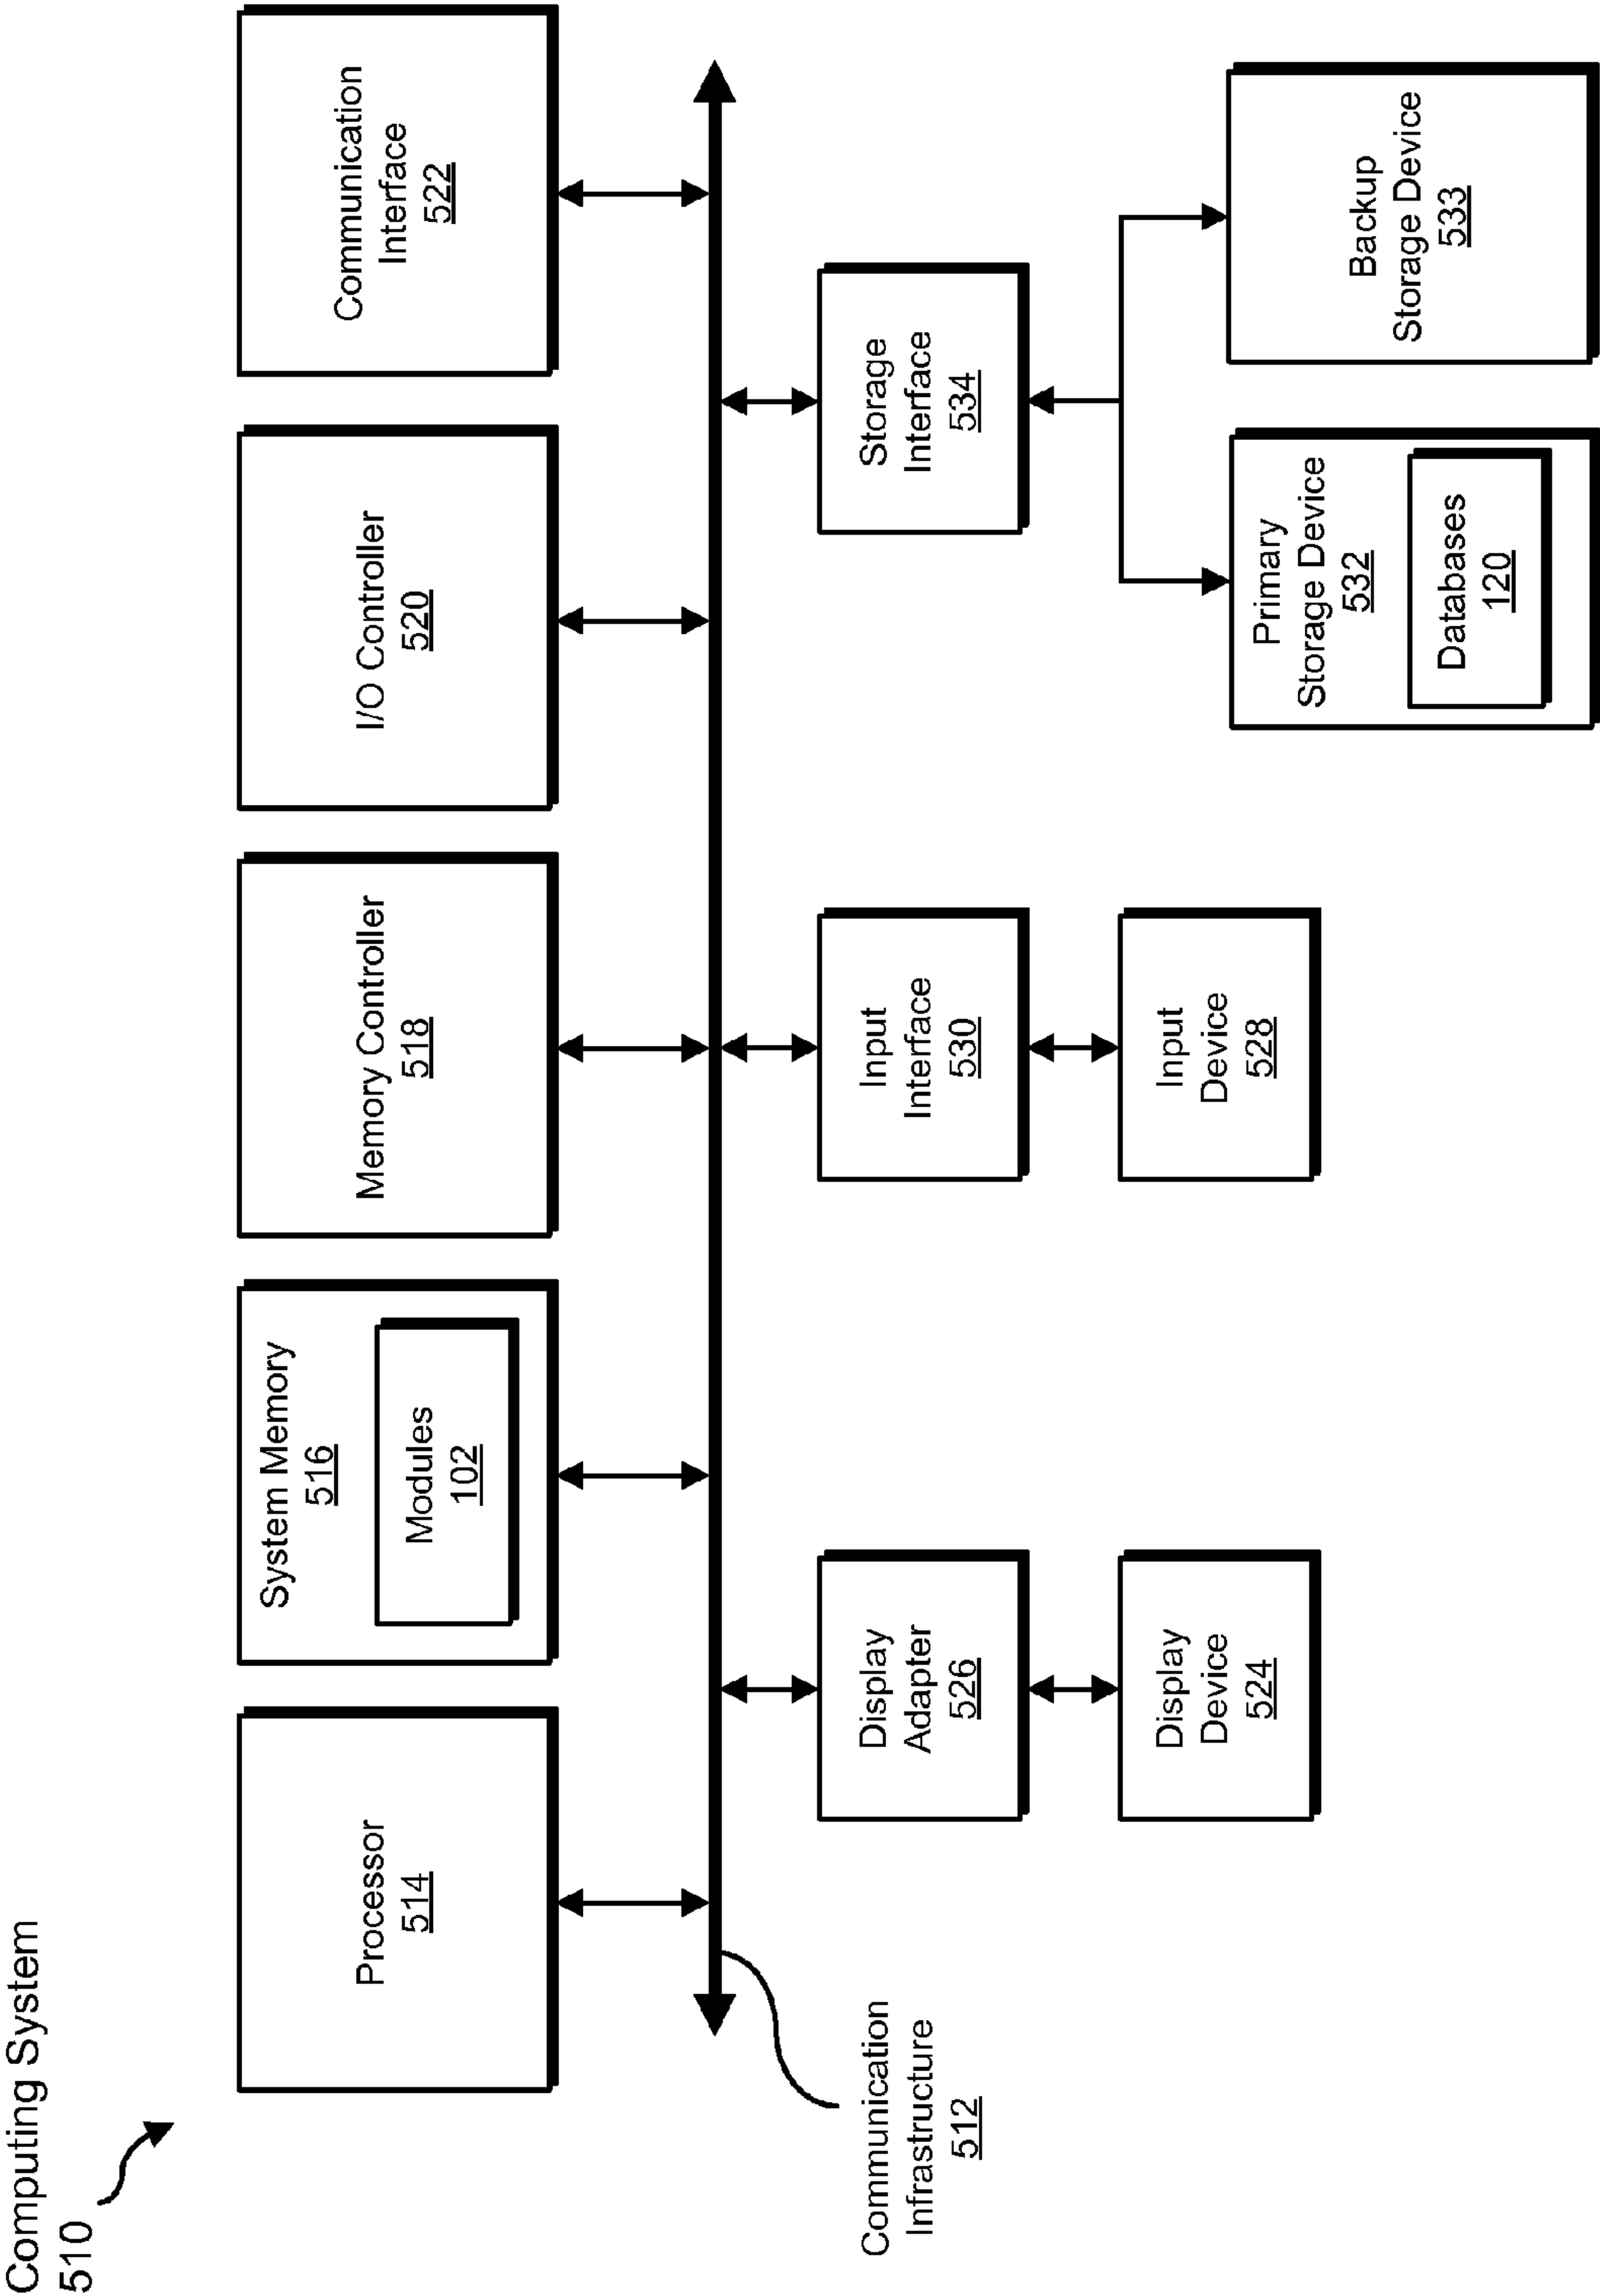 Computing System
510
Processor
514
System Memory
516
Modules
102
Memory Controller
518
I/O Controller
520
Communication
Interface
522
Communication
Infrastructure
512
Display
Adapter
526
Input
Interface
530
Storage
Interface
534
Display
Device
524
Input
Device
528
Primary
Storage Device
532
Databases
120
Backup
Storage Device
533